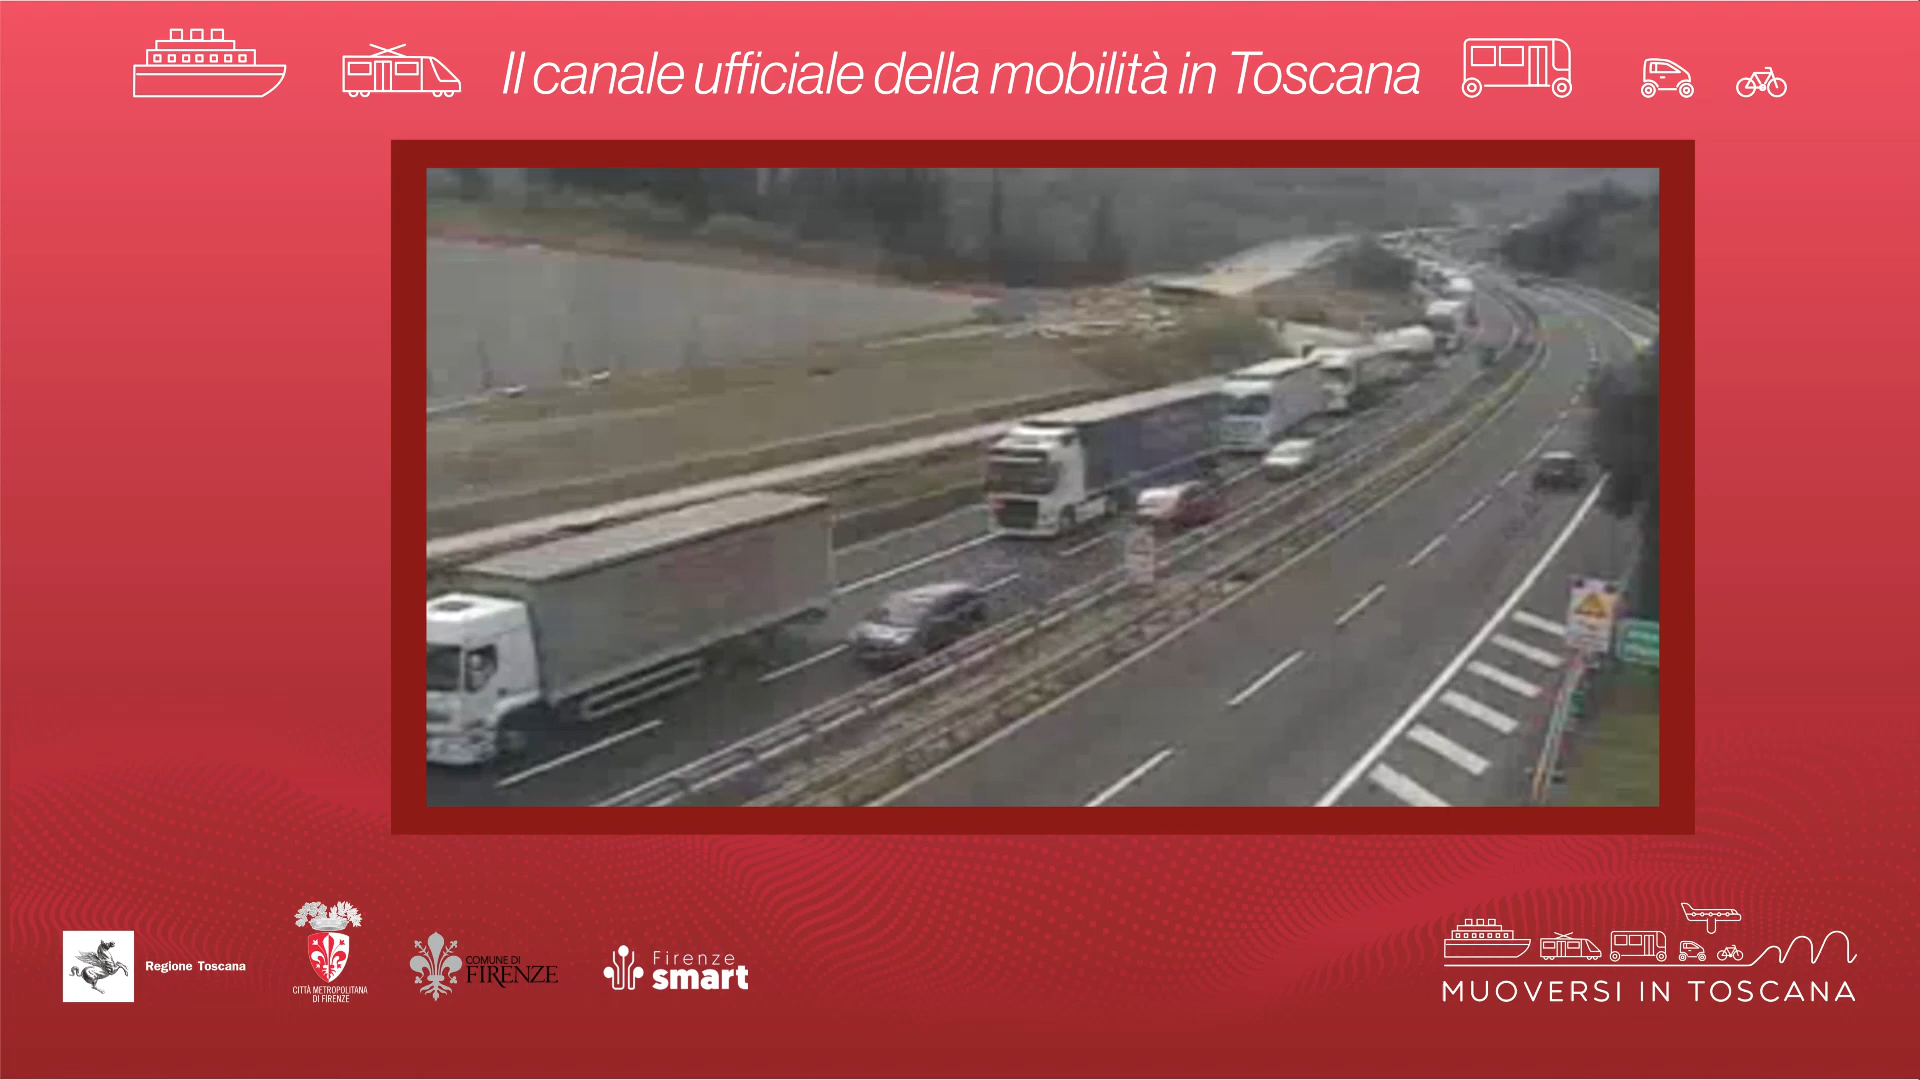 Il canale ufficiale della mobilità in Toscana
Regione Toscana
CITTÀ METROPOLITANA
DI FIRENZE
COMUNE DI
FIRENZE
Firenze
smart
MUOVERSI IN TOSCANA